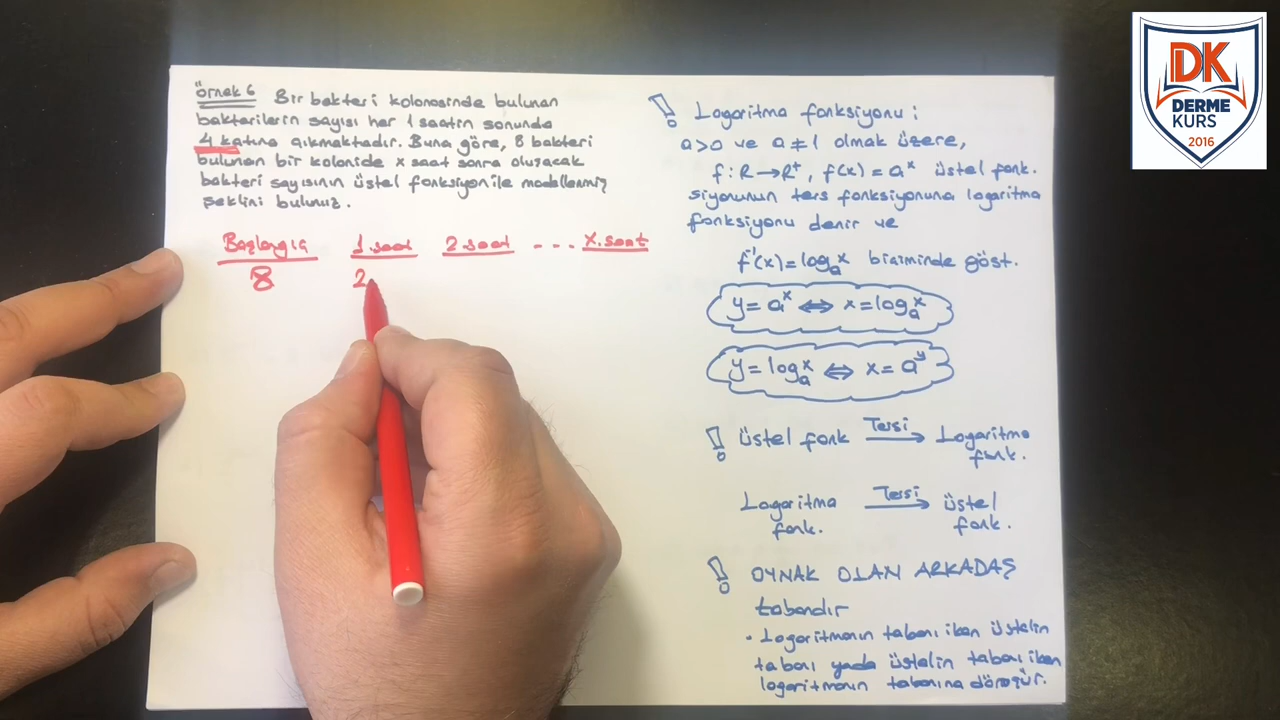 Örnek 6 Bir bakteri kolonosinde bulunan
bakterilerin sayısı her 1 saatin sonunda
4 katına çıkmaktadır. Buna göre, 8 bakteri
bulunan bir kolonide x saat sonra oluşacak
bakteri sayısının üstel fonksiyon ile modellenmiş
şeklini bulunuz.
Başlangıç 1.saat 2.saat ... x.saat
8 2
! Logoritma fonksiyonu :
a>0 ve a≠1 olmak üzere,
f: R→R⁺, f(x) = aˣ üstel fonk.
siyonunun ters fonksiyonuna logaritma
fonksiyonu denir ve
f⁻¹(x) = logₐx biçiminde göst.
y = aˣ ⇔ x = logₐx
y = logₐx ⇔ x = aʸ
! üstel fonk Tersi → Logaritma
fonk.
Logaritma Tersi → üstel
fonk. fonk.
! OYNAK OLAN ARKADAŞ
tabandır
• Logaritmanın tabanı iken üstelin
tabanı yada üstelin tabanı iken
logaritmanın tabanına dönüşür.
DK
DERME
KURS
2016